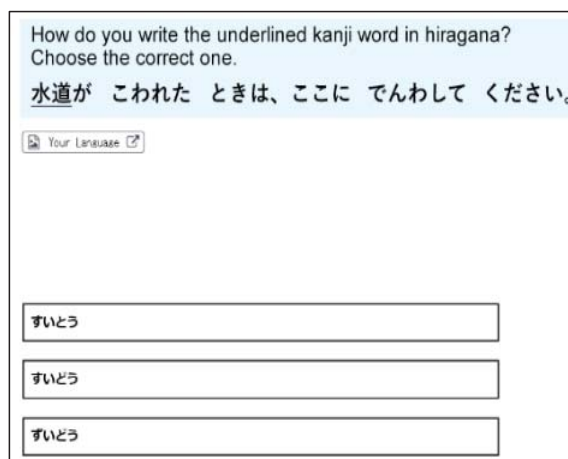 How do you write the underlined kanji word in hiragana?
Choose the correct one.
水道が こわれた ときは、ここに でんわして ください。
Your Language
すいとう
すいどう
ずいどう